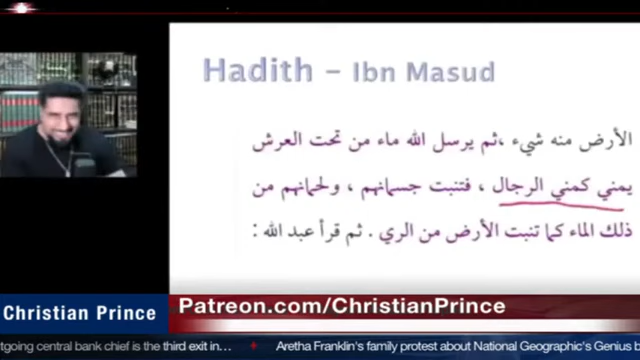 Hadith - Ibn Masud
الأرض منه شيء ،ثم يرسل الله ماء من تحت العرش
يمني كمني الرجال ، فتنبت جسمانهم ، ولحمانهم من
ذلك الماء كما تنبت الأرض من الري . ثم قرأ عبد الله :
Christian Prince
Patreon.com/ChristianPrince
tgoing central bank chief is the third exit in... + Aretha Franklin's family protest about National Geographic's Genius b